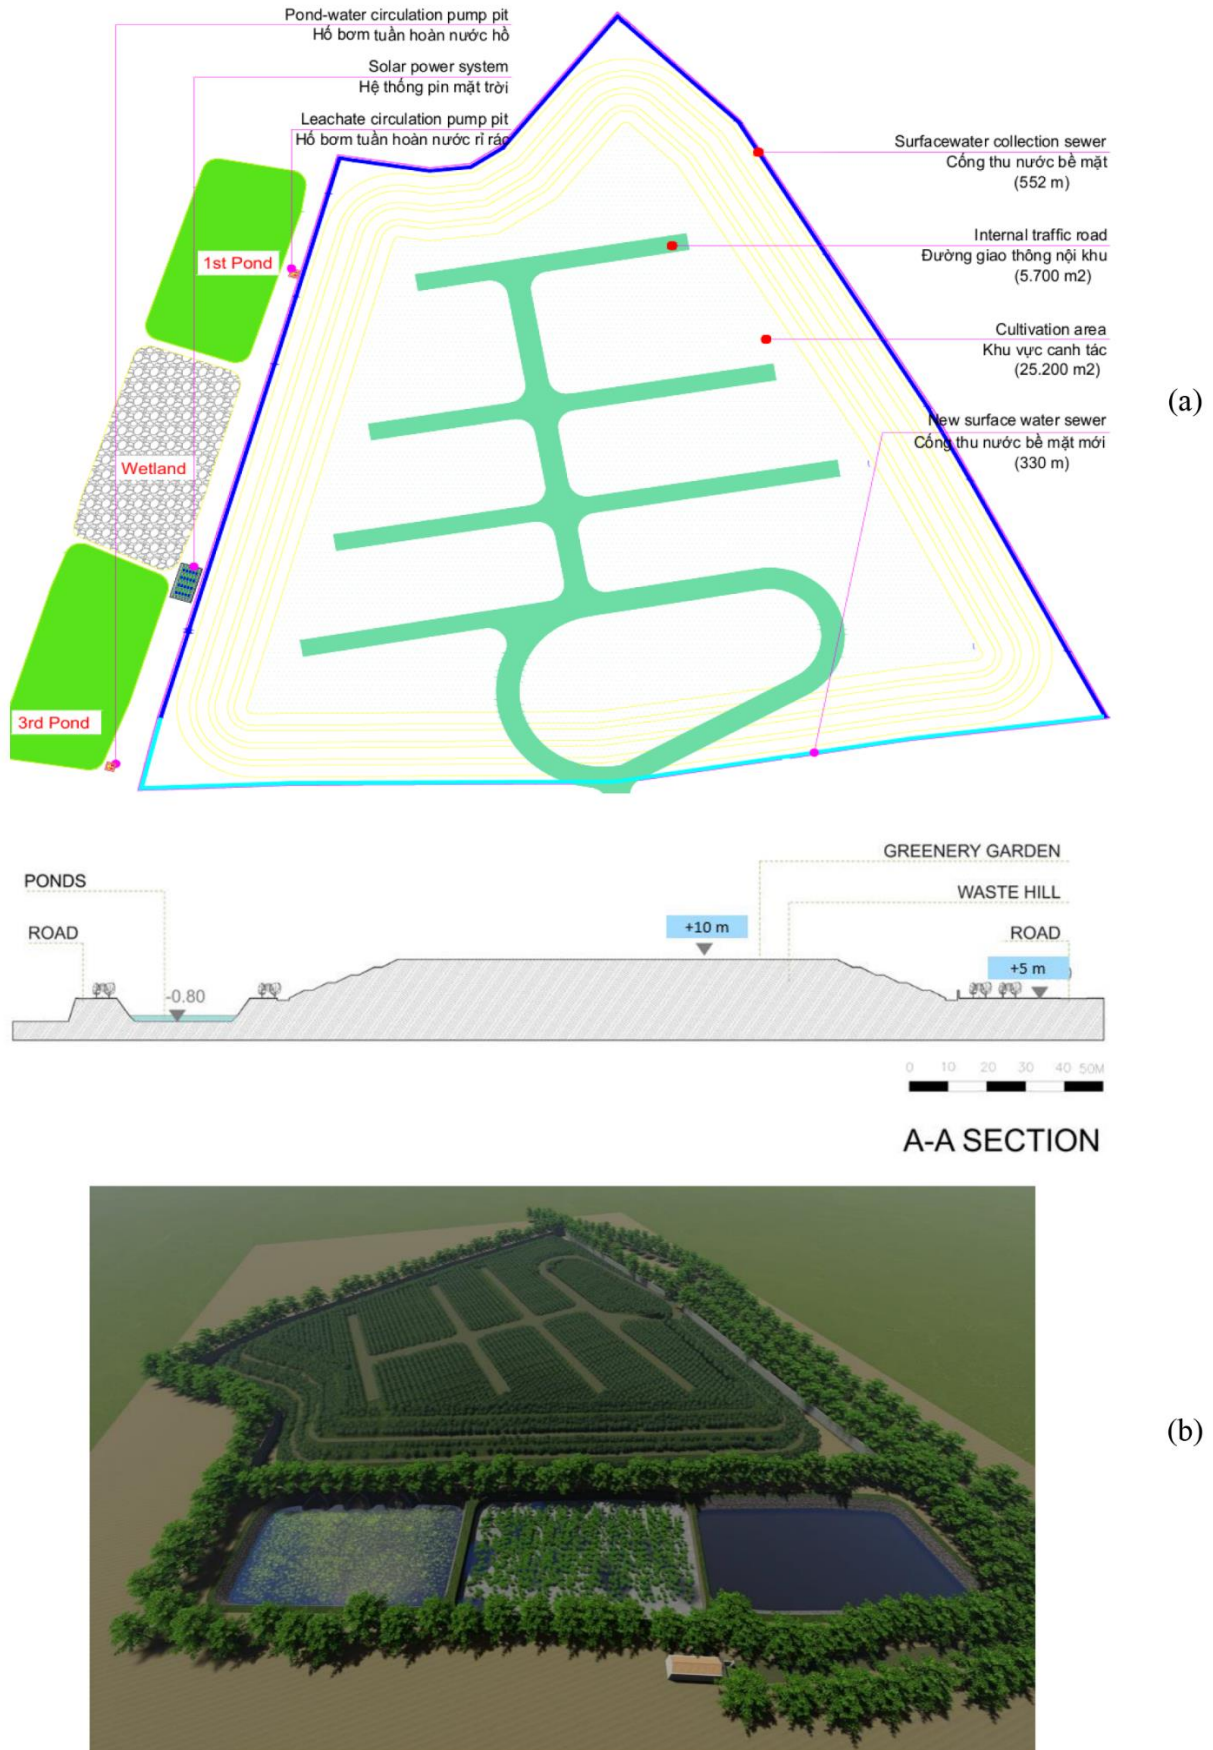 Pond-water circulation pump pit
Hố bơm tuần hoàn nước hồ
Solar power system
Hệ thống pin mặt trời
Leachate circulation pump pit
Hố bơm tuần hoàn nước rỉ rác
Surfacewater collection sewer
Cống thu nước bề mặt
(552 m)
1st Pond
Internal traffic road
Đường giao thông nội khu
(5.700 m2)
Cultivation area
Khu vực canh tác
(25.200 m2)
(a)
New surface water sewer
Cống thu nước bề mặt mới
(330 m)
Wetland
3rd Pond
GREENERY GARDEN
PONDS
WASTE HILL
+10 m
ROAD
ROAD
+5 m
-0.80
0 10 20 30 40 50M
A-A SECTION
(b)